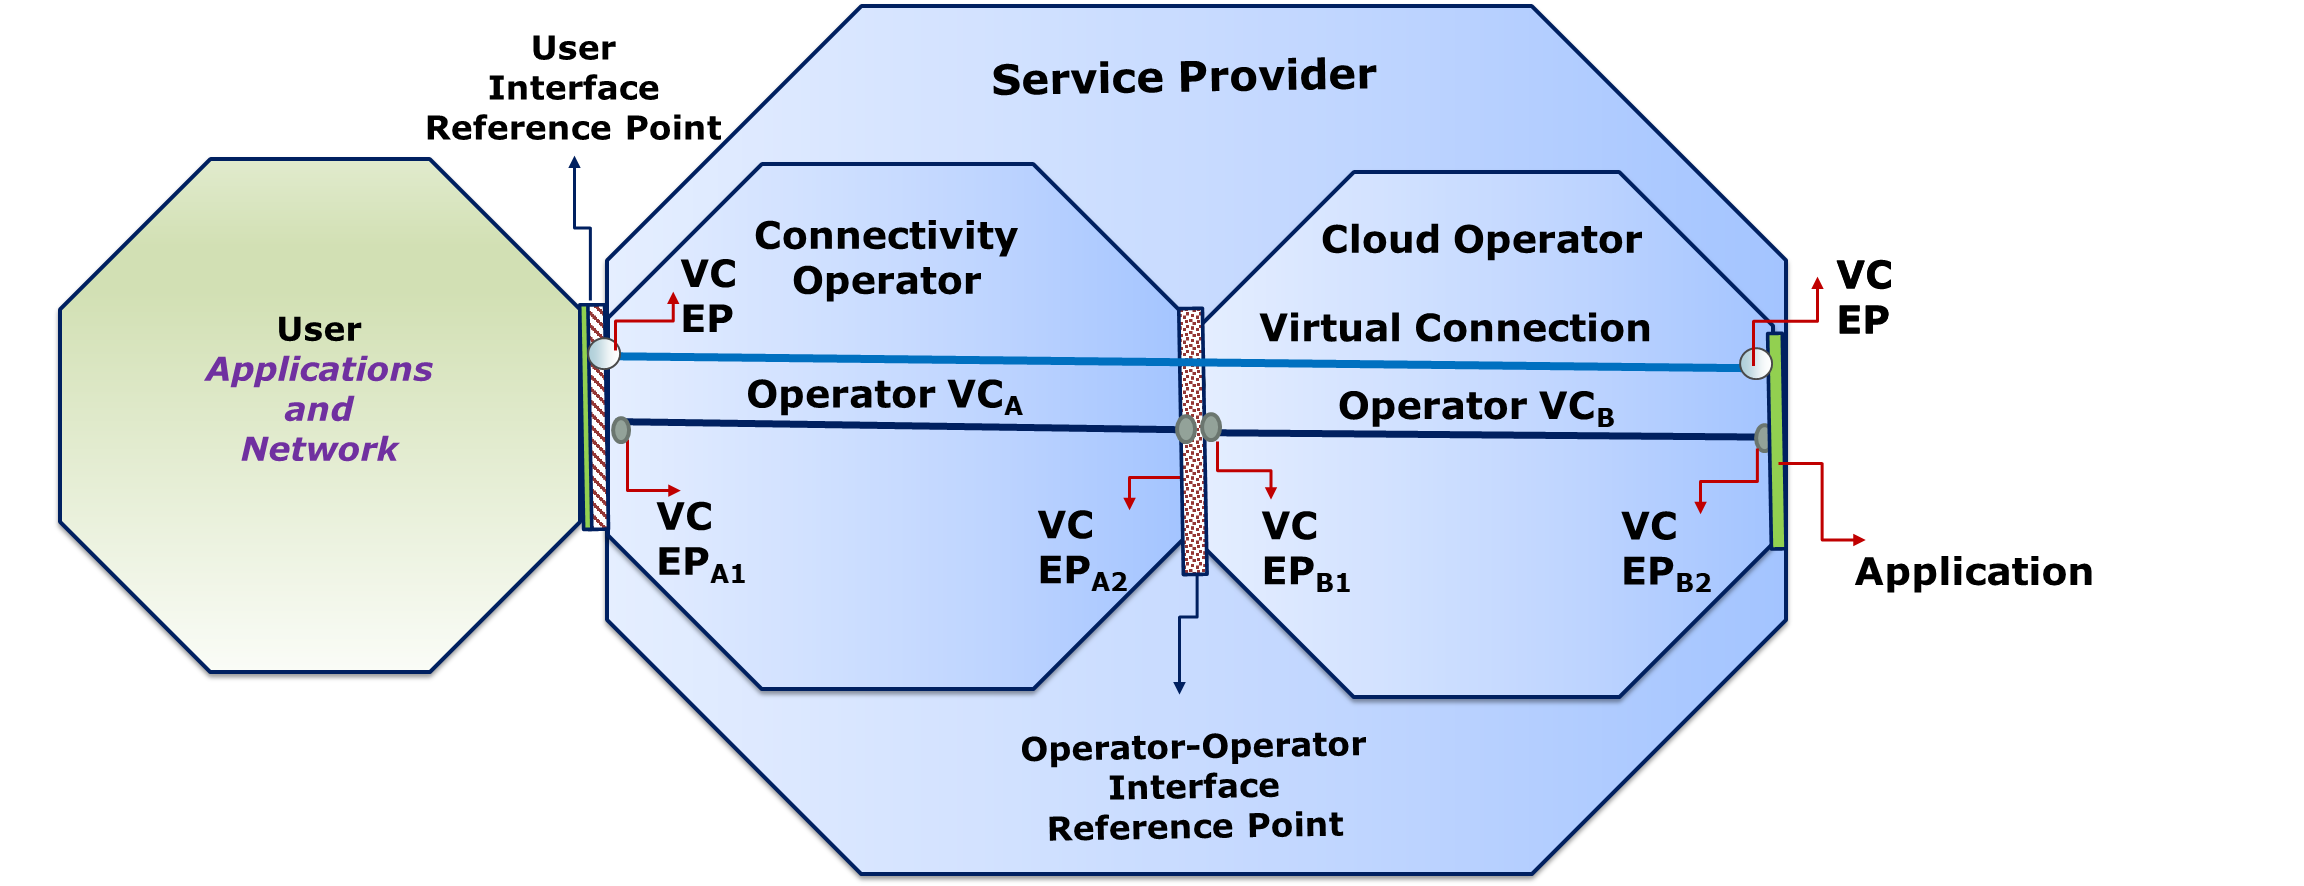 User
Interface
Reference Point
Service Provider
User
Applications
and
Network
Connectivity
Operator
Cloud Operator
VC
EP
VC
EP
Virtual Connection
Operator VCA
Operator VCB
VC
EPA1
VC
EPA2
VC
EPB1
VC
EPB2
Application
Operator–Operator
Interface
Reference Point